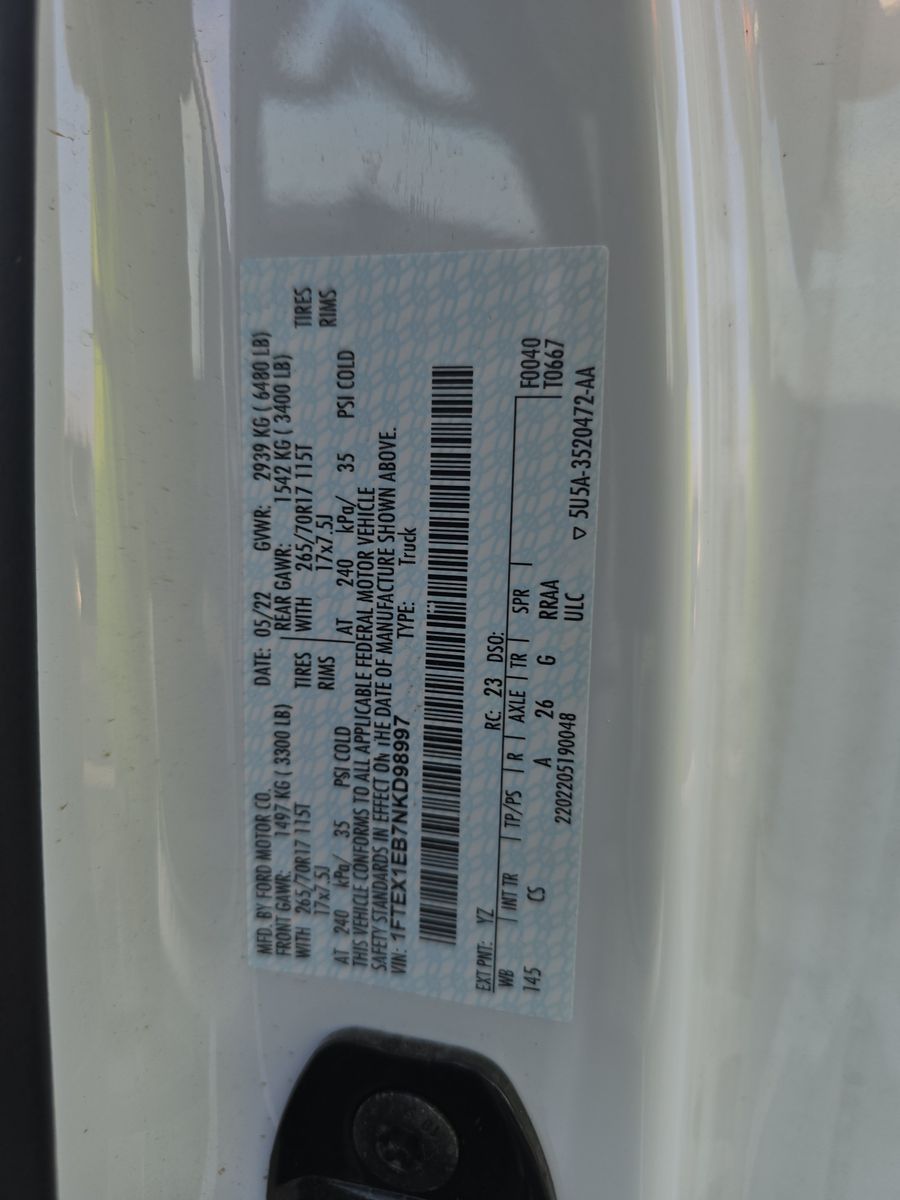 MFD. BY FORD MOTOR CO. DATE: 05/22 GVWR: 2939 KG ( 6480 LB)
FRONT GAWR: 1497 KG ( 3300 LB) REAR GAWR: 1542 KG ( 3400 LB)
WITH 265/70R17 115T TIRES WITH 265/70R17 115T TIRES
17x7.5J RIMS 17x7.5J RIMS
AT 240 kPa/ 35 PSI COLD AT 240 kPa/ 35 PSI COLD
THIS VEHICLE CONFORMS TO ALL APPLICABLE FEDERAL MOTOR VEHICLE
SAFETY STANDARDS IN EFFECT ON THE DATE OF MANUFACTURE SHOWN ABOVE.
VIN: 1FTEX1EB7NKD98997 TYPE: Truck
EXT PNT: YZ RC: 23 DSO: F0040
WB INT TR TP/PS R AXLE TR SPR T0667
145 CS A 26 G RRAA
2202205190048 ULC ▽ 5U5A-3520472-AA